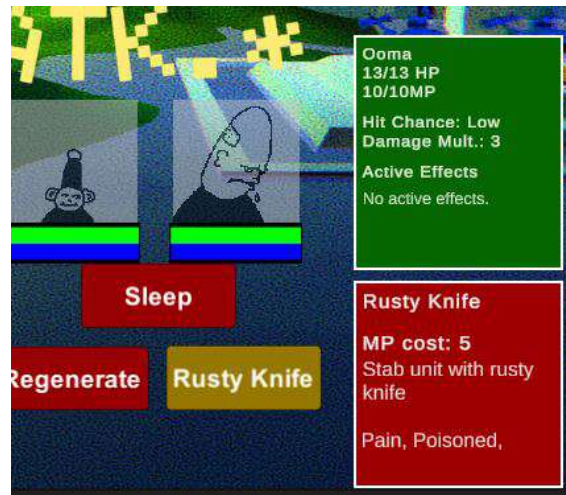 Ooma
13/13 HP
10/10MP
Hit Chance: Low
Damage Mult.: 3
Active Effects
No active effects.
Sleep
Regenerate
Rusty Knife
Rusty Knife
MP cost: 5
Stab unit with rusty
knife
Pain, Poisoned,